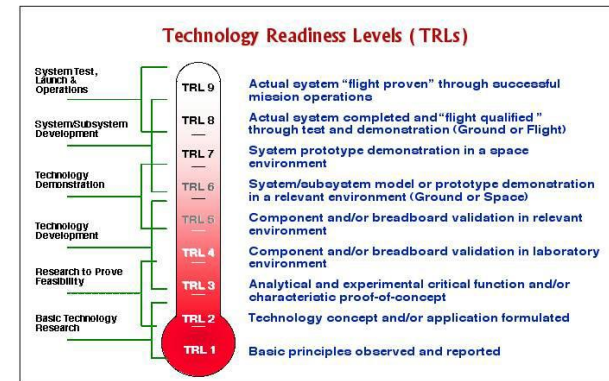 Technology Readiness Levels (TRLs)
System Test,
Launch &
Operations
System/Subsystem
Development
Technology
Demonstration
Technology
Development
Research to Prove
Feasibility
Basic Technology
Research
TRL 9
TRL 8
TRL 7
TRL 6
TRL 5
TRL 4
TRL 3
TRL 2
TRL 1
Actual system “flight proven” through successful
mission operations
Actual system completed and “flight qualified ”
through test and demonstration (Ground or Flight)
System prototype demonstration in a space
environment
System/subsystem model or prototype demonstration
in a relevant environment (Ground or Space)
Component and/or breadboard validation in relevant
environment
Component and/or breadboard validation in laboratory
environment
Analytical and experimental critical function and/or
characteristic proof-of-concept
Technology concept and/or application formulated
Basic principles observed and reported